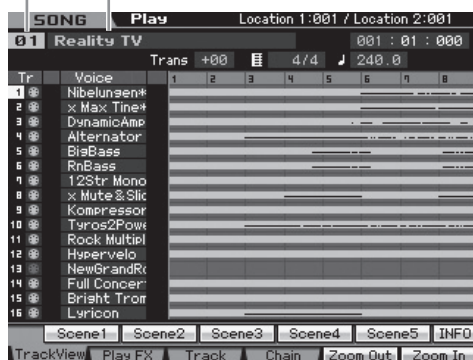 SONG Play Location 1:001 / Location 2:001
01 Reality TV 001 : 01 : 000
Trans +00 4/4 ♩ 240.0
Tr Voice 1 2 3 4 5 6 7 8
1 Nibelungen*
2 x Max Tine*
3 DynamicAmp
4 Alternator
5 BigBass
6 RnBass
7 12Str Mono
8 x Mute&Slic
9 Kompressor
10 Tyros2Powe
11 Rock Multipl
12 Hypervelo
13 NewGrandRo
14 Full Concer
15 Bright Trom
16 Lyricon
Scene1 Scene2 Scene3 Scene4 Scene5 INFO
TrackView Play FX Track Chain Zoom Out Zoom In